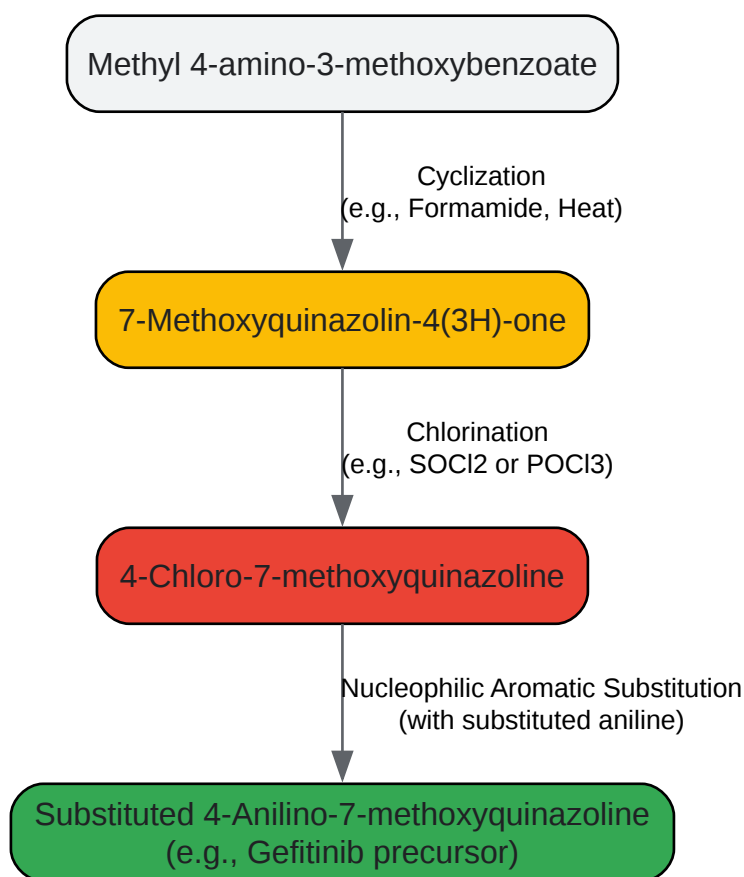 Methyl 4-amino-3-methoxybenzoate
Cyclization
(e.g., Formamide, Heat)
7-Methoxyquinazolin-4(3H)-one
Chlorination
(e.g., SOCl2 or POCl3)
4-Chloro-7-methoxyquinazoline
Nucleophilic Aromatic Substitution
(with substituted aniline)
Substituted 4-Anilino-7-methoxyquinazoline
(e.g., Gefitinib precursor)